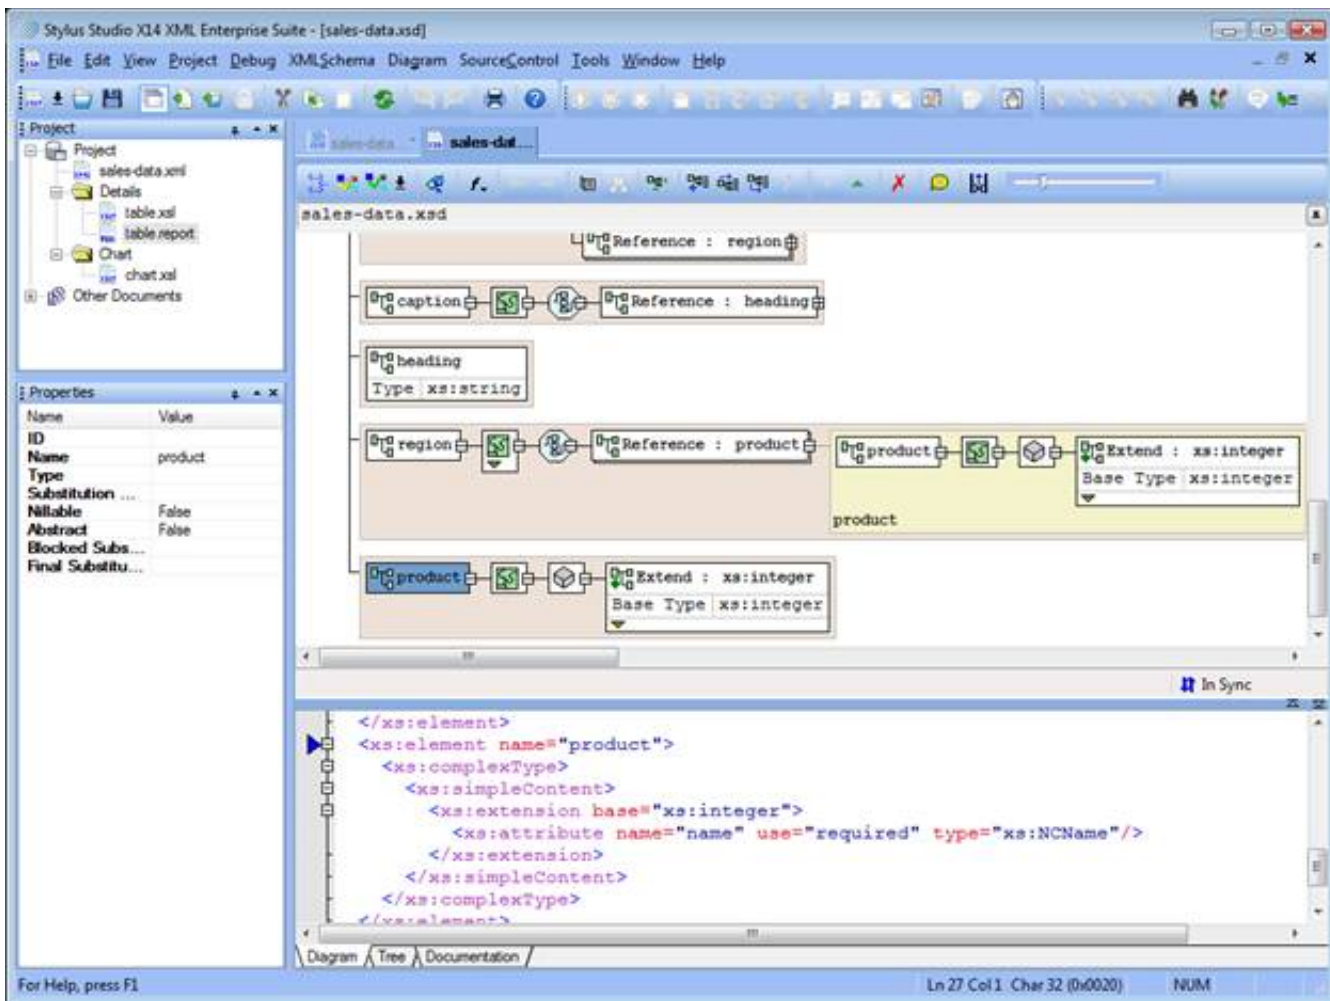 Stylus Studio X14 XML Enterprise Suite - [sales-data.xsd]
File Edit View Project Debug XMLSchema Diagram SourceControl Tools Window Help
Project
Project
sales-data.xml
Details
table.xsl
table.report
Chart
chart.xsl
Other Documents
Properties
Name Value
ID
Name product
Type
Substitution ...
Nillable False
Abstract False
Blocked Subs...
Final Substitu...
sales-data
sales-dat...
sales-data.xsd
Reference : region
caption
Reference : heading
heading
Type xs:string
region
Reference : product
product
Extend : xs:integer
Base Type xs:integer
product
product
Extend : xs:integer
Base Type xs:integer
In Sync
</xs:element>
<xs:element name="product">
<xs:complexType>
<xs:simpleContent>
<xs:extension base="xs:integer">
<xs:attribute name="name" use="required" type="xs:NCName"/>
</xs:extension>
</xs:simpleContent>
</xs:complexType>
</xs:element>
Diagram Tree Documentation
For Help, press F1
Ln 27 Col 1 Char 32 (0x0020) NUM